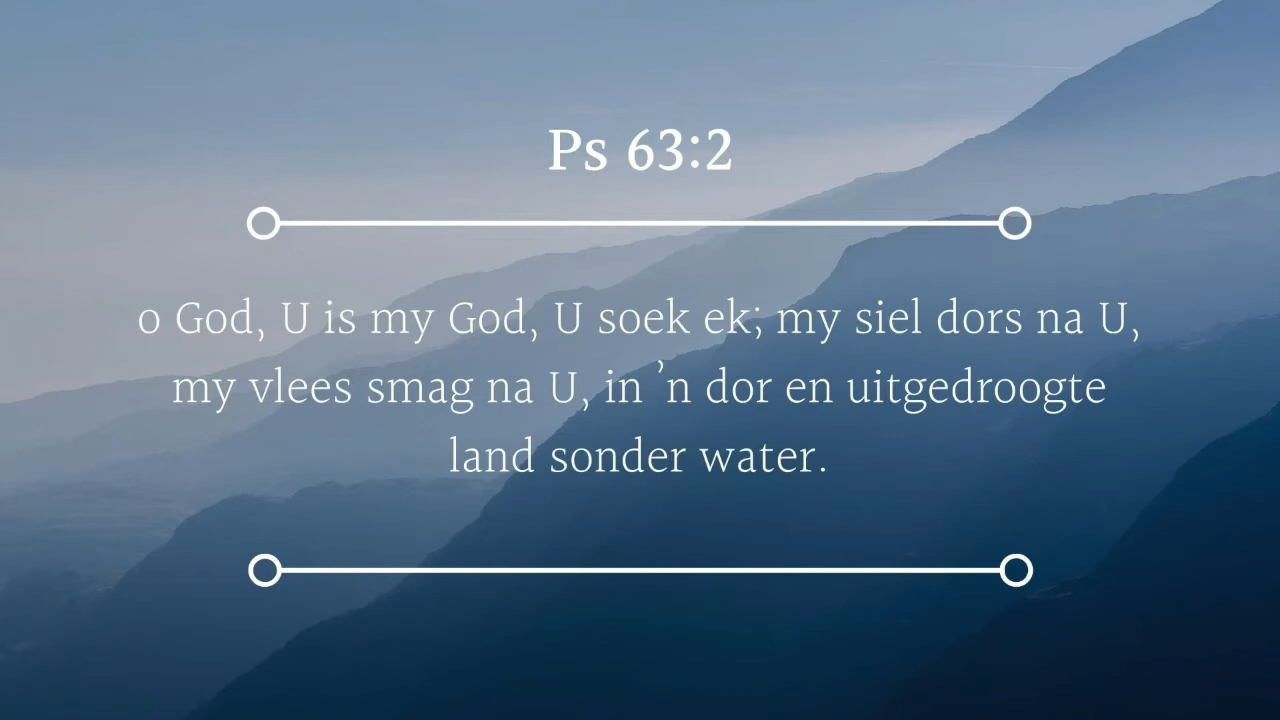 Ps 63:2
o God, U is my God, U soek ek; my siel dors na U,
my vlees smag na U, in ’n dor en uitgedroogte
land sonder water.